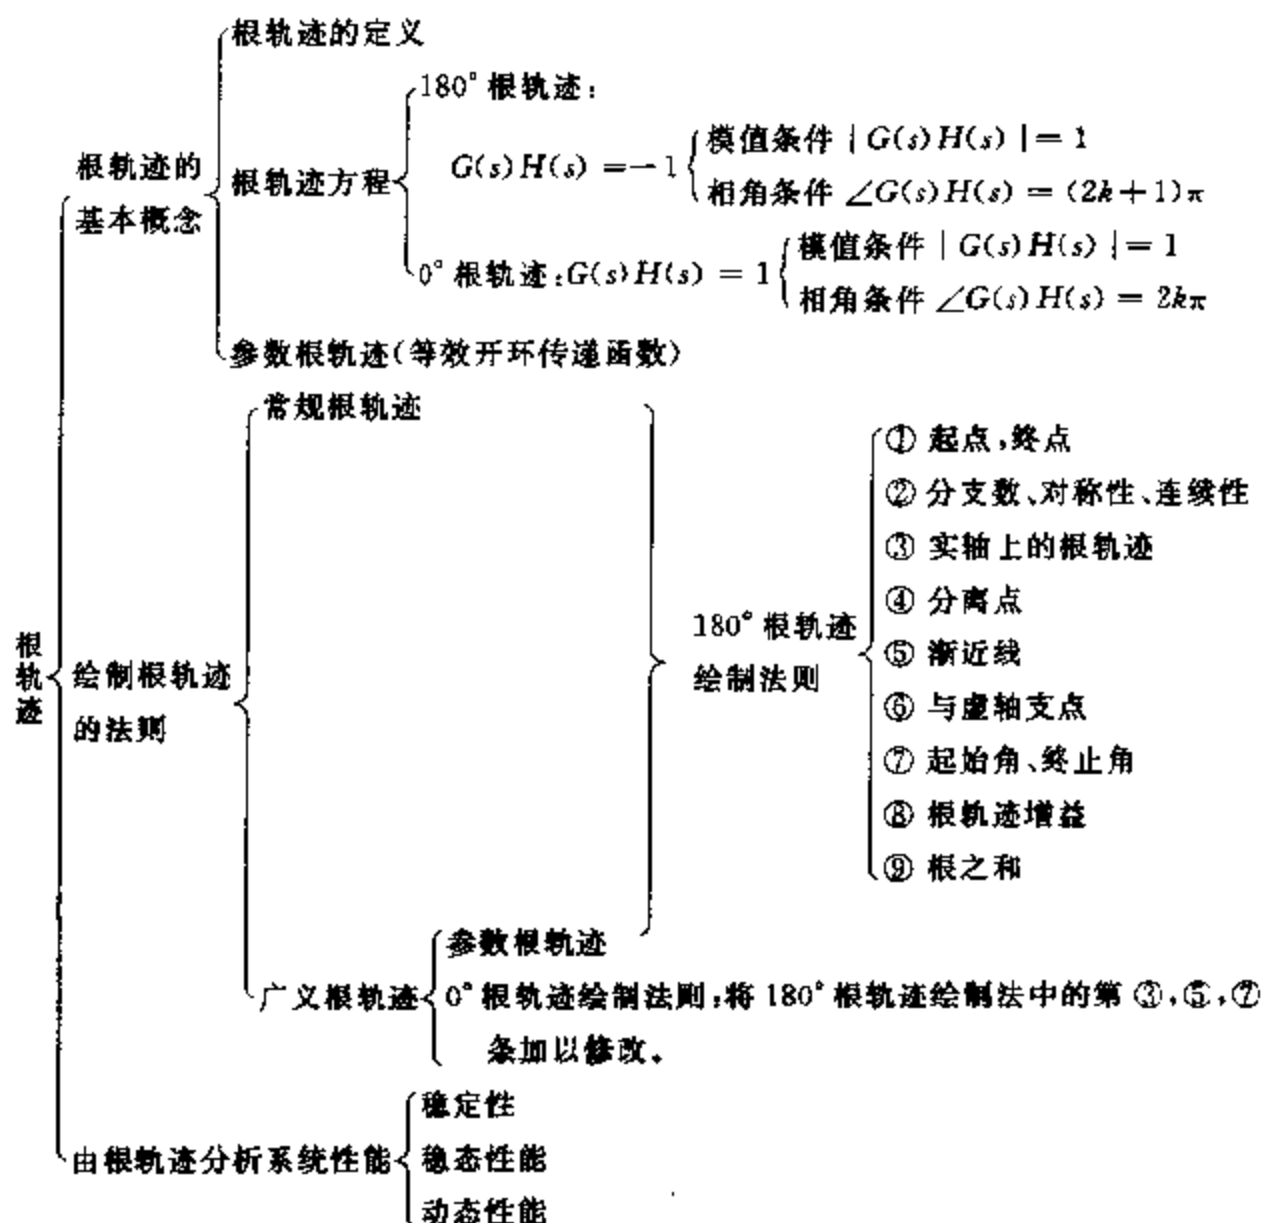 根轨迹的定义
180°根轨迹：
根轨迹的
基本概念
根轨迹方程
G(s)H(s) = -1
模值条件 | G(s)H(s) | = 1
相角条件 ∠G(s)H(s) = (2k+1)π
0°根轨迹:G(s)H(s) = 1
模值条件 | G(s)H(s) | = 1
相角条件 ∠G(s)H(s) = 2kπ
参数根轨迹(等效开环传递函数)
常规根轨迹
① 起点,终点
② 分支数、对称性、连续性
③ 实轴上的根轨迹
④ 分离点
180°根轨迹
绘制法则
⑤ 渐近线
⑥ 与虚轴支点
⑦ 起始角、终止角
⑧ 根轨迹增益
⑨ 根之和
根轨迹
绘制根轨迹
的法则
广义根轨迹
参数根轨迹
0°根轨迹绘制法则:将180°根轨迹绘制法中的第 ③,⑤,⑦
条加以修改。
由根轨迹分析系统性能
稳定性
稳态性能
动态性能